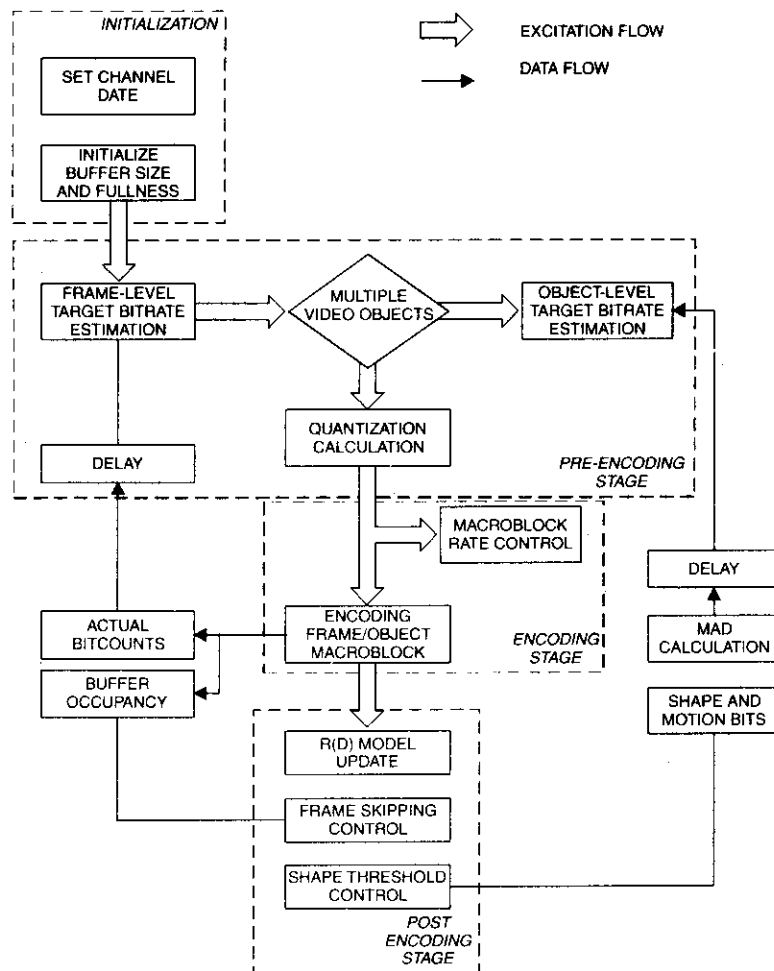 INITIALIZATION
SET CHANNEL
DATE
INITIALIZE
BUFFER SIZE
AND FULLNESS
EXCITATION FLOW
DATA FLOW
FRAME-LEVEL
TARGET BITRATE
ESTIMATION
MULTIPLE
VIDEO OBJECTS
OBJECT-LEVEL
TARGET BITRATE
ESTIMATION
QUANTIZATION
CALCULATION
DELAY
PRE-ENCODING
STAGE
MACROBLOCK
RATE CONTROL
DELAY
ACTUAL
BITCOUNTS
ENCODING
FRAME/OBJECT
MACROBLOCK
ENCODING
STAGE
MAD
CALCULATION
BUFFER
OCCUPANCY
SHAPE AND
MOTION BITS
R(D) MODEL
UPDATE
FRAME SKIPPING
CONTROL
SHAPE THRESHOLD
CONTROL
POST
ENCODING
STAGE